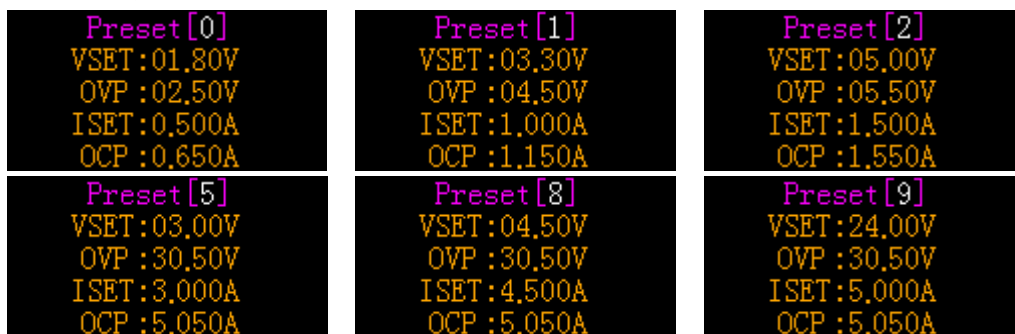 Preset[0]
VSET:01.80V
OVP :02.50V
ISET:0.500A
OCP :0.650A
Preset[1]
VSET:03.30V
OVP :04.50V
ISET:1.000A
OCP :1.150A
Preset[2]
VSET:05.00V
OVP :05.50V
ISET:1.500A
OCP :1.550A
Preset[5]
VSET:03.00V
OVP :30.50V
ISET:3.000A
OCP :5.050A
Preset[8]
VSET:04.50V
OVP :30.50V
ISET:4.500A
OCP :5.050A
Preset[9]
VSET:24.00V
OVP :30.50V
ISET:5.000A
OCP :5.050A